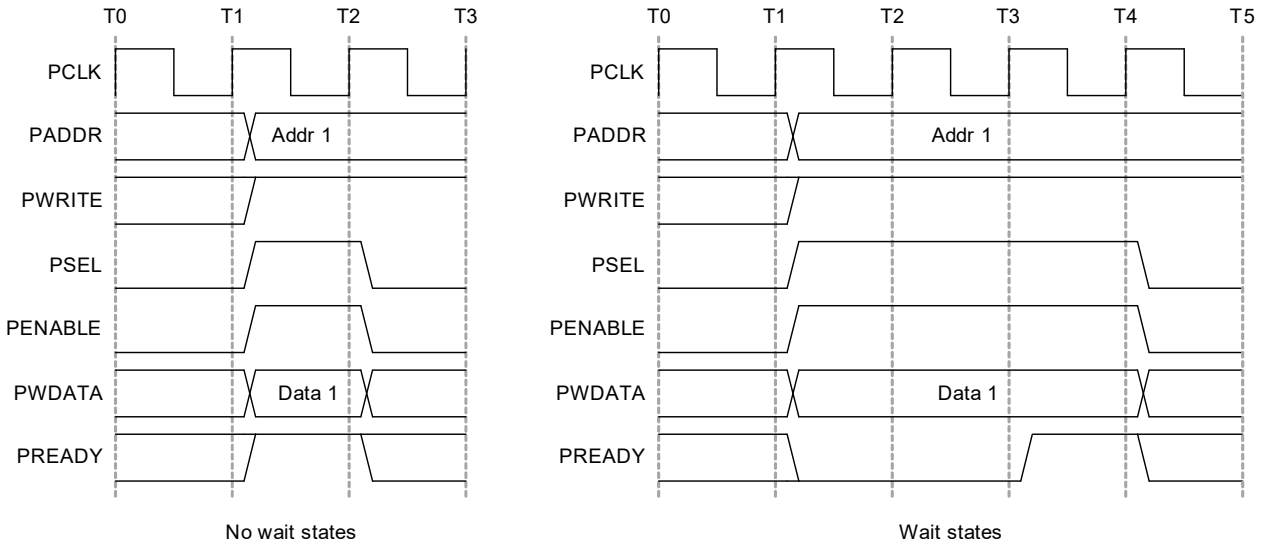 T0 T1 T2 T3
PCLK
PADDR Addr 1
PWRITE
PSEL
PENABLE
PWDATA Data 1
PREADY
No wait states
T0 T1 T2 T3 T4 T5
PCLK
PADDR Addr 1
PWRITE
PSEL
PENABLE
PWDATA Data 1
PREADY
Wait states